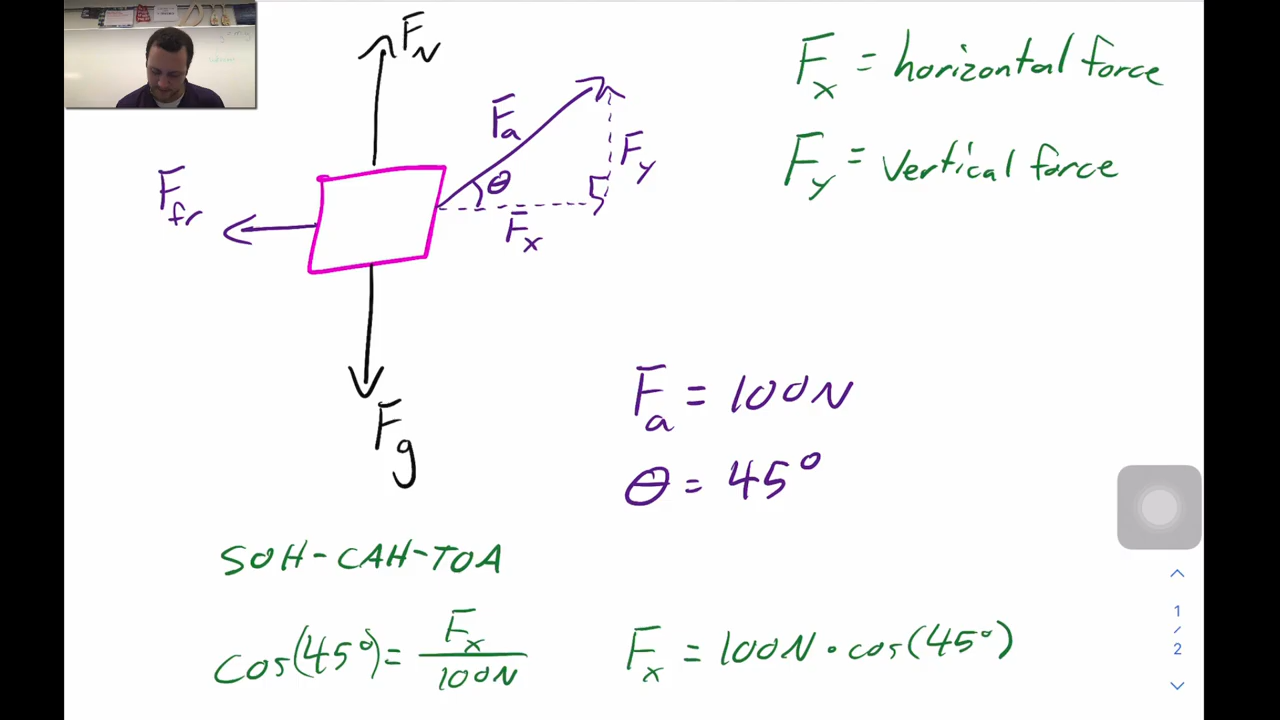 F_N
F_a
F_y
θ
F_x
F_fr
F_g
F_x = horizontal force
F_y = vertical force
F_a = 100N
θ = 45°
SOH-CAH-TOA
cos(45°) = F_x / 100N
F_x = 100N · cos(45°)
1
/
2